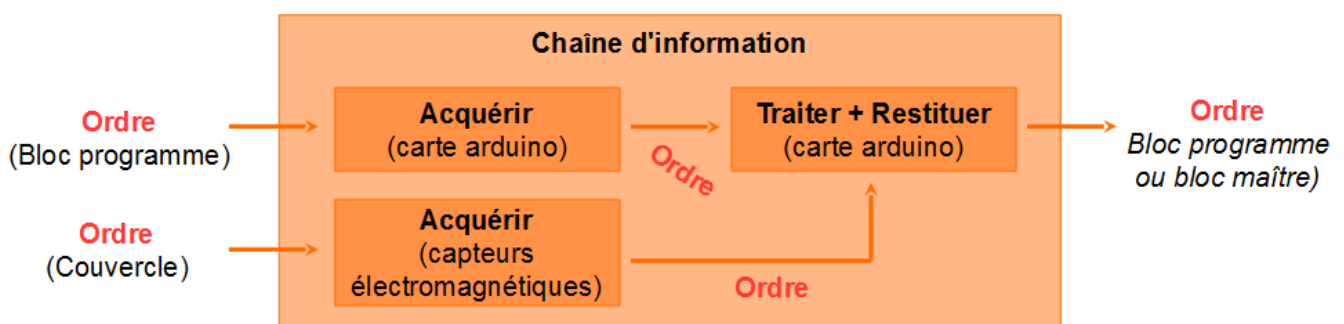 Chaîne d'information
Ordre
(Bloc programme)
Acquérir
(carte arduino)
Ordre
Traiter + Restituer
(carte arduino)
Ordre
Bloc programme
ou bloc maître)
Ordre
(Couvercle)
Acquérir
(capteurs
électromagnétiques)
Ordre